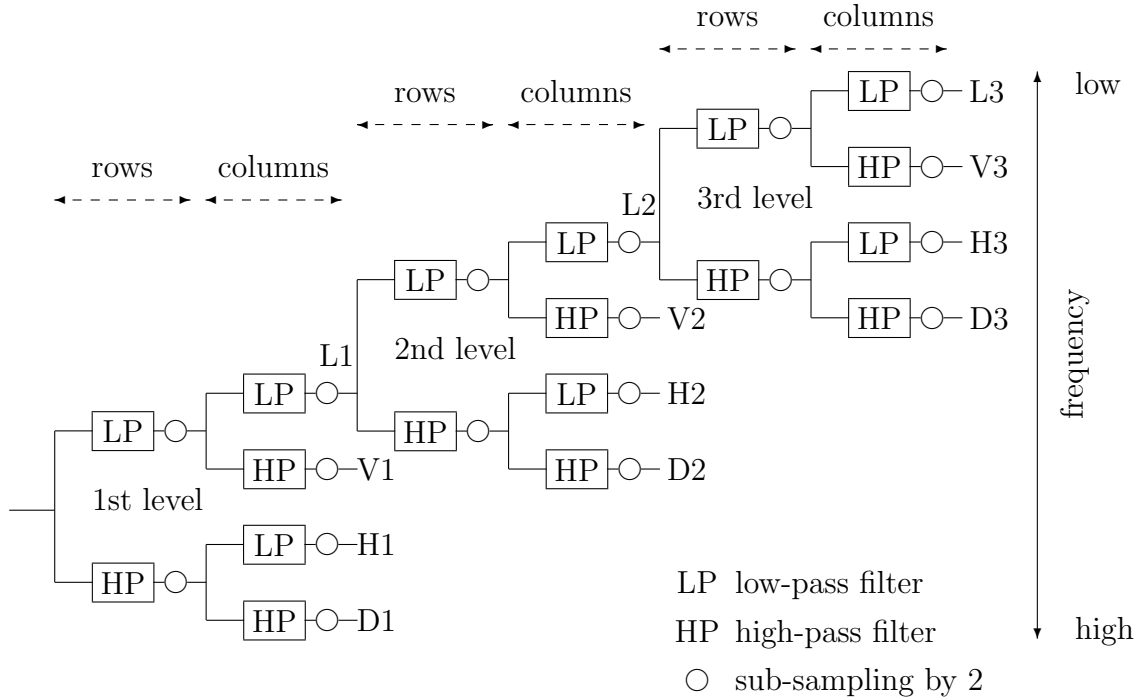 rows columns
low
LP L3
rows columns
LP
HP V3
rows columns
L2 3rd level
LP H3
LP
LP HP
HP D3
HP V2
frequency
L1 2nd level
LP
LP H2
LP HP
HP V1
HP D2
1st level
LP H1
HP
LP low-pass filter
HP D1
HP high-pass filter
high
sub-sampling by 2